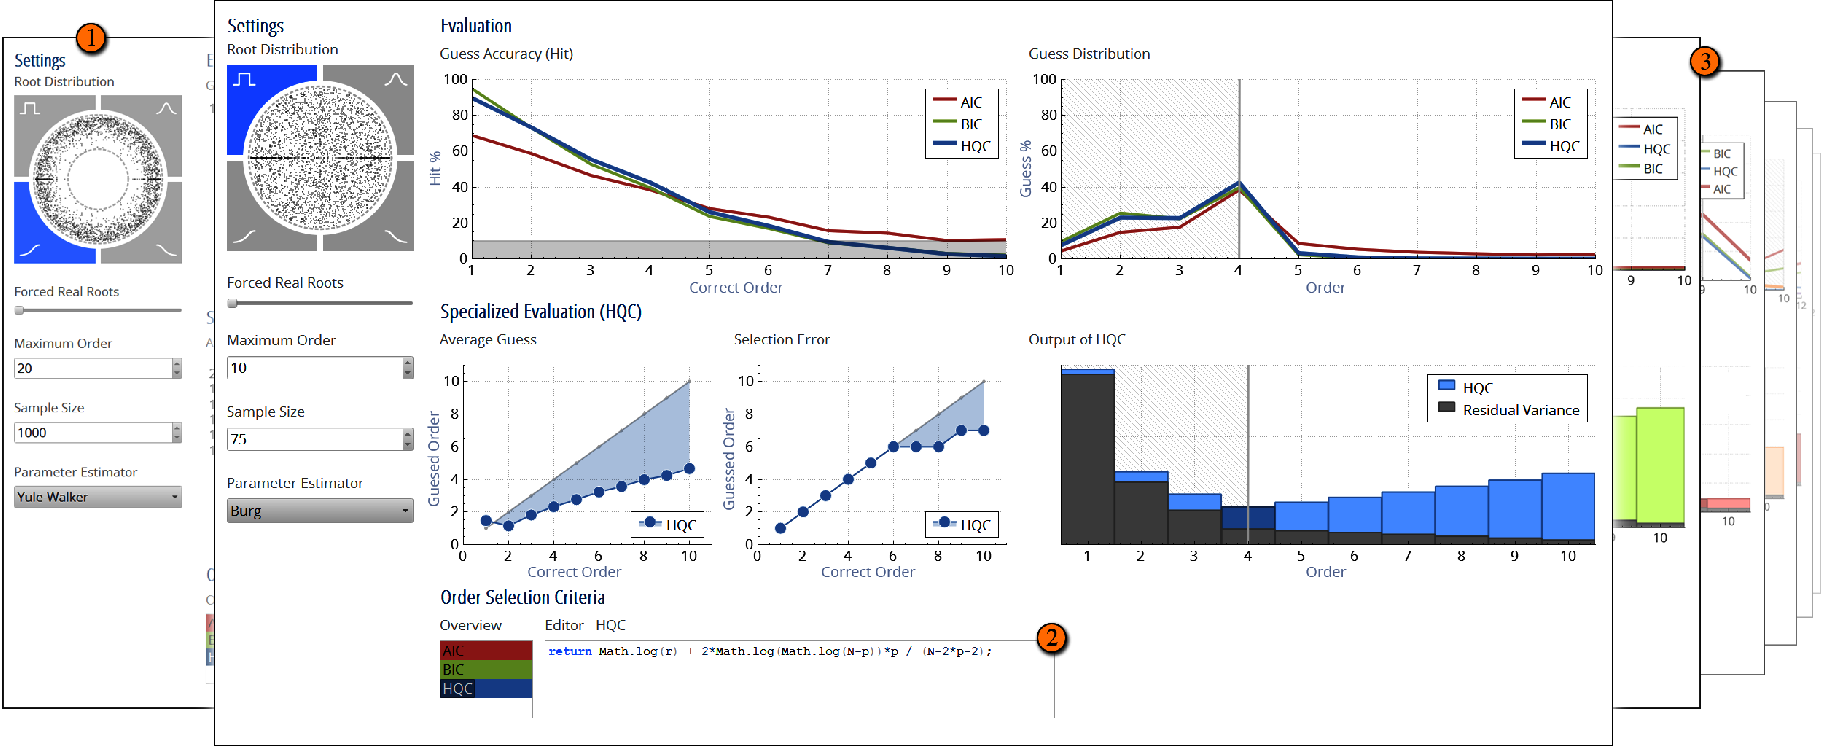 1
Settings
Root Distribution
Forced Real Roots
Maximum Order
20
Sample Size
1000
Parameter Estimator
Yule Walker
Settings
Root Distribution
Forced Real Roots
Maximum Order
10
Sample Size
75
Parameter Estimator
Burg
Evaluation
Guess Accuracy (Hit)
Hit %
100
80
60
40
20
0
1 2 3 4 5 6 7 8 9 10
Correct Order
AIC
BIC
HQC
Guess Distribution
Guess %
100
80
60
40
20
0
1 2 3 4 5 6 7 8 9 10
Order
AIC
BIC
HQC
Specialized Evaluation (HQC)
Average Guess
Guessed Order
10
8
6
4
2
0
0 2 4 6 8 10
Correct Order
HQC
Selection Error
Guessed Order
10
8
6
4
2
0
0 2 4 6 8 10
Correct Order
HQC
Output of HQC
HQC
Residual Variance
1 2 3 4 5 6 7 8 9 10
Order
Order Selection Criteria
Overview
AIC
BIC
HQC
Editor HQC
return Math.log(r) + 2*Math.log(Math.log(N-p))*p / (N-2*p-2);
2
3
AIC
HQC
BIC
9 10
10
BIC
HQC
AIC
9 10
10
10
12